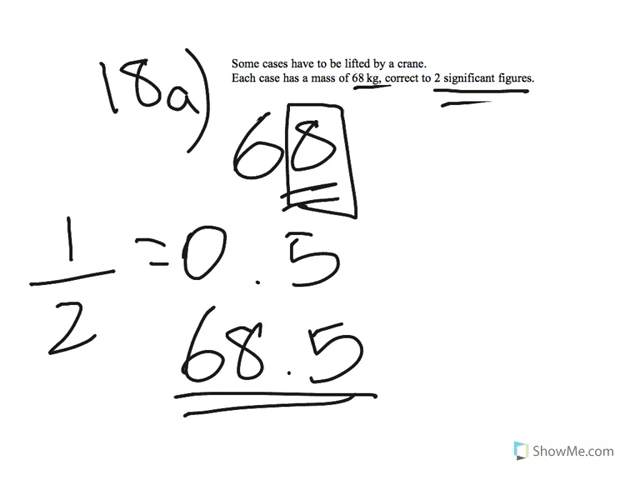 18a)
Some cases have to be lifted by a crane.
Each case has a mass of 68 kg, correct to 2 significant figures.
68
1/2 = 0.5
68.5
ShowMe.com